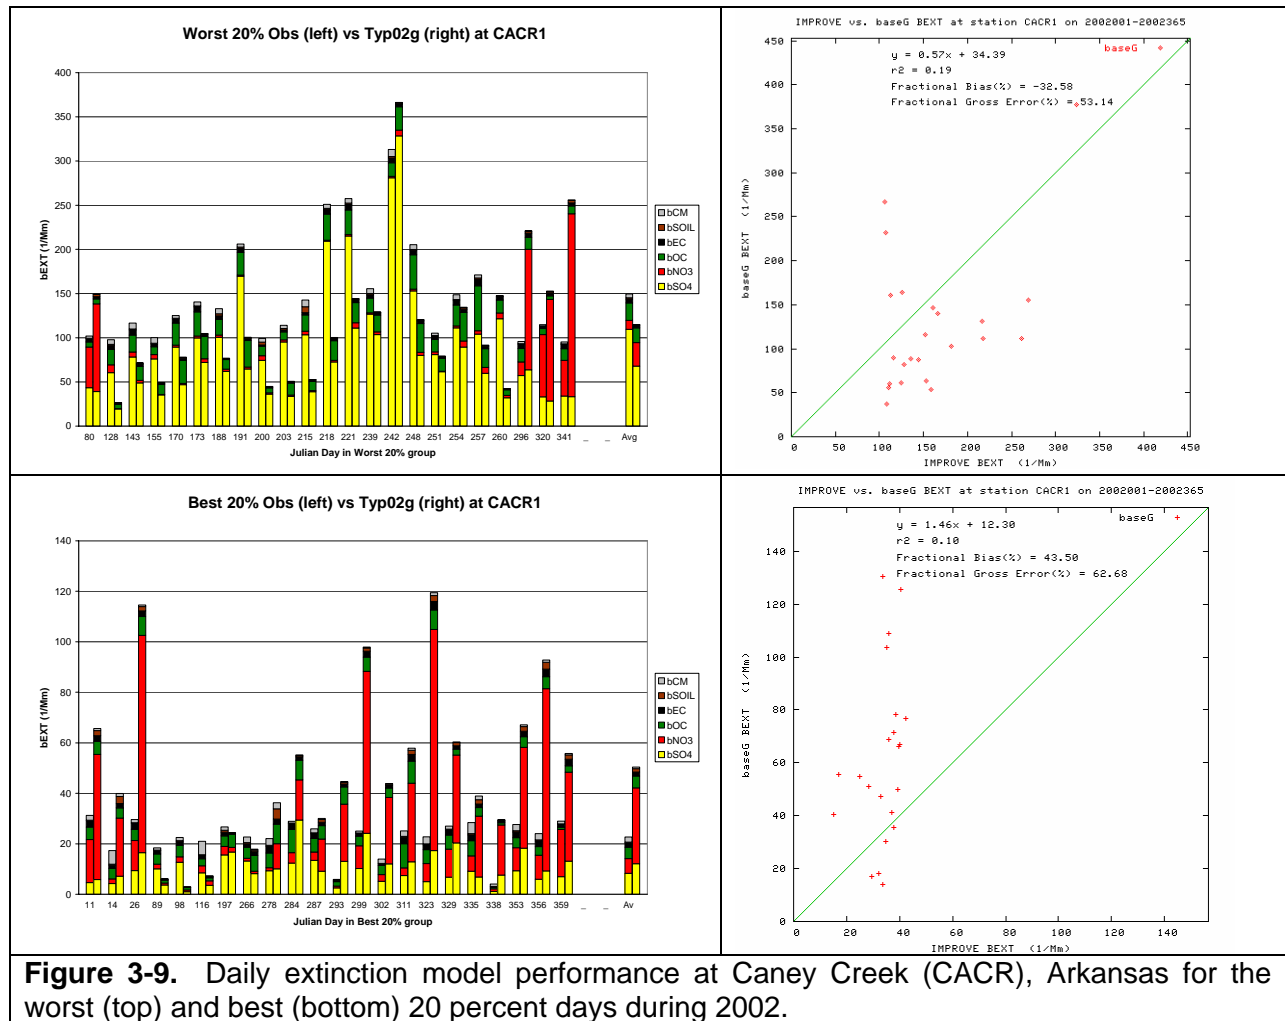 Worst 20% Obs (left) vs Typ02g (right) at CACR1
400
350
300
250
200
150
100
50
0
bEXT (1/Mm)
bCM
bSOIL
bEC
bOC
bNO3
bSO4
80 128 143 155 170 173 188 191 200 203 215 218 221 239 242 248 251 254 257 260 296 320 341 _ _ Avg
Julian Day in Worst 20% group
IMPROVE vs. baseG BEXT at station CACR1 on 2002001-2002365
baseG
y = 0.57x + 34.39
r2 = 0.19
Fractional Bias(%) = -32.58
Fractional Gross Error(%) = 53.14
450
400
350
300
250
200
150
100
50
0
baseG BEXT (1/Mm)
0 50 100 150 200 250 300 350 400 450
IMPROVE BEXT (1/Mm)
Best 20% Obs (left) vs Typ02g (right) at CACR1
140
120
100
80
60
40
20
0
bEXT (1/Mm)
bCM
bSOIL
bEC
bOC
bNO3
bSO4
11 14 26 89 98 116 197 266 278 284 287 293 299 302 311 323 329 335 338 353 356 359 _ _ Av
Julian Day in Best 20% group
IMPROVE vs. baseG BEXT at station CACR1 on 2002001-2002365
baseG
y = 1.46x + 12.30
r2 = 0.10
Fractional Bias(%) = 43.50
Fractional Gross Error(%) = 62.68
140
120
100
80
60
40
20
0
baseG BEXT (1/Mm)
0 20 40 60 80 100 120 140
IMPROVE BEXT (1/Mm)
Figure 3-9. Daily extinction model performance at Caney Creek (CACR), Arkansas for the
worst (top) and best (bottom) 20 percent days during 2002.